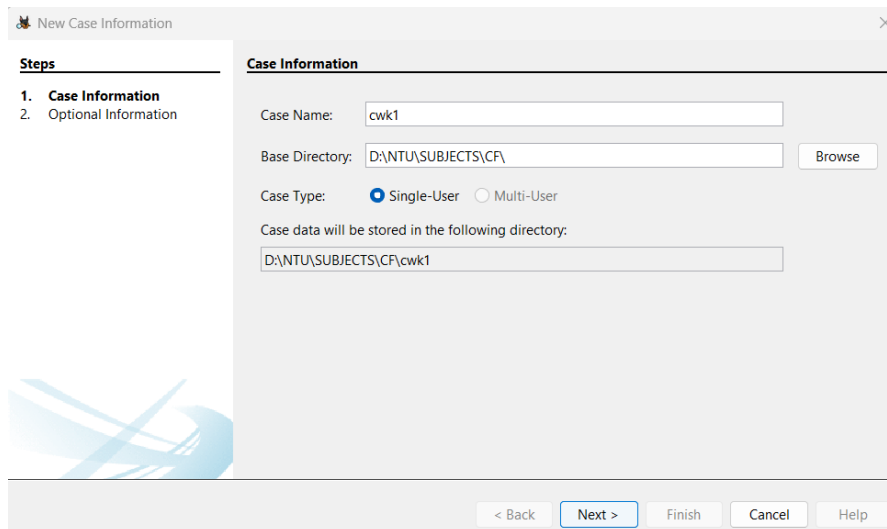 New Case Information
Steps
1. Case Information
2. Optional Information
Case Information
Case Name: cwk1
Base Directory: D:\NTU\SUBJECTS\CF\ Browse
Case Type: Single-User Multi-User
Case data will be stored in the following directory:
D:\NTU\SUBJECTS\CF\cwk1
< Back Next > Finish Cancel Help